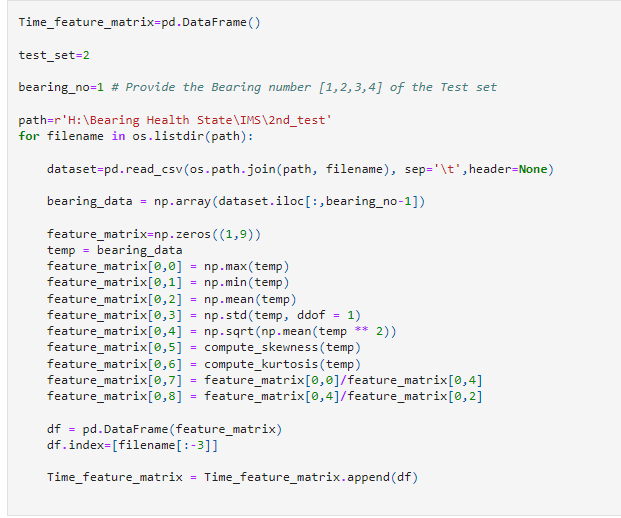 Time_feature_matrix=pd.DataFrame()
test_set=2
bearing_no=1 # Provide the Bearing number [1,2,3,4] of the Test set
path=r'H:\Bearing Health State\IMS\2nd_test'
for filename in os.listdir(path):
    dataset=pd.read_csv(os.path.join(path, filename), sep='\t',header=None)
    bearing_data = np.array(dataset.iloc[:,bearing_no-1])
    feature_matrix=np.zeros((1,9))
    temp = bearing_data
    feature_matrix[0,0] = np.max(temp)
    feature_matrix[0,1] = np.min(temp)
    feature_matrix[0,2] = np.mean(temp)
    feature_matrix[0,3] = np.std(temp, ddof = 1)
    feature_matrix[0,4] = np.sqrt(np.mean(temp ** 2))
    feature_matrix[0,5] = compute_skewness(temp)
    feature_matrix[0,6] = compute_kurtosis(temp)
    feature_matrix[0,7] = feature_matrix[0,0]/feature_matrix[0,4]
    feature_matrix[0,8] = feature_matrix[0,4]/feature_matrix[0,2]
    df = pd.DataFrame(feature_matrix)
    df.index=[filename[:-3]]
    Time_feature_matrix = Time_feature_matrix.append(df)